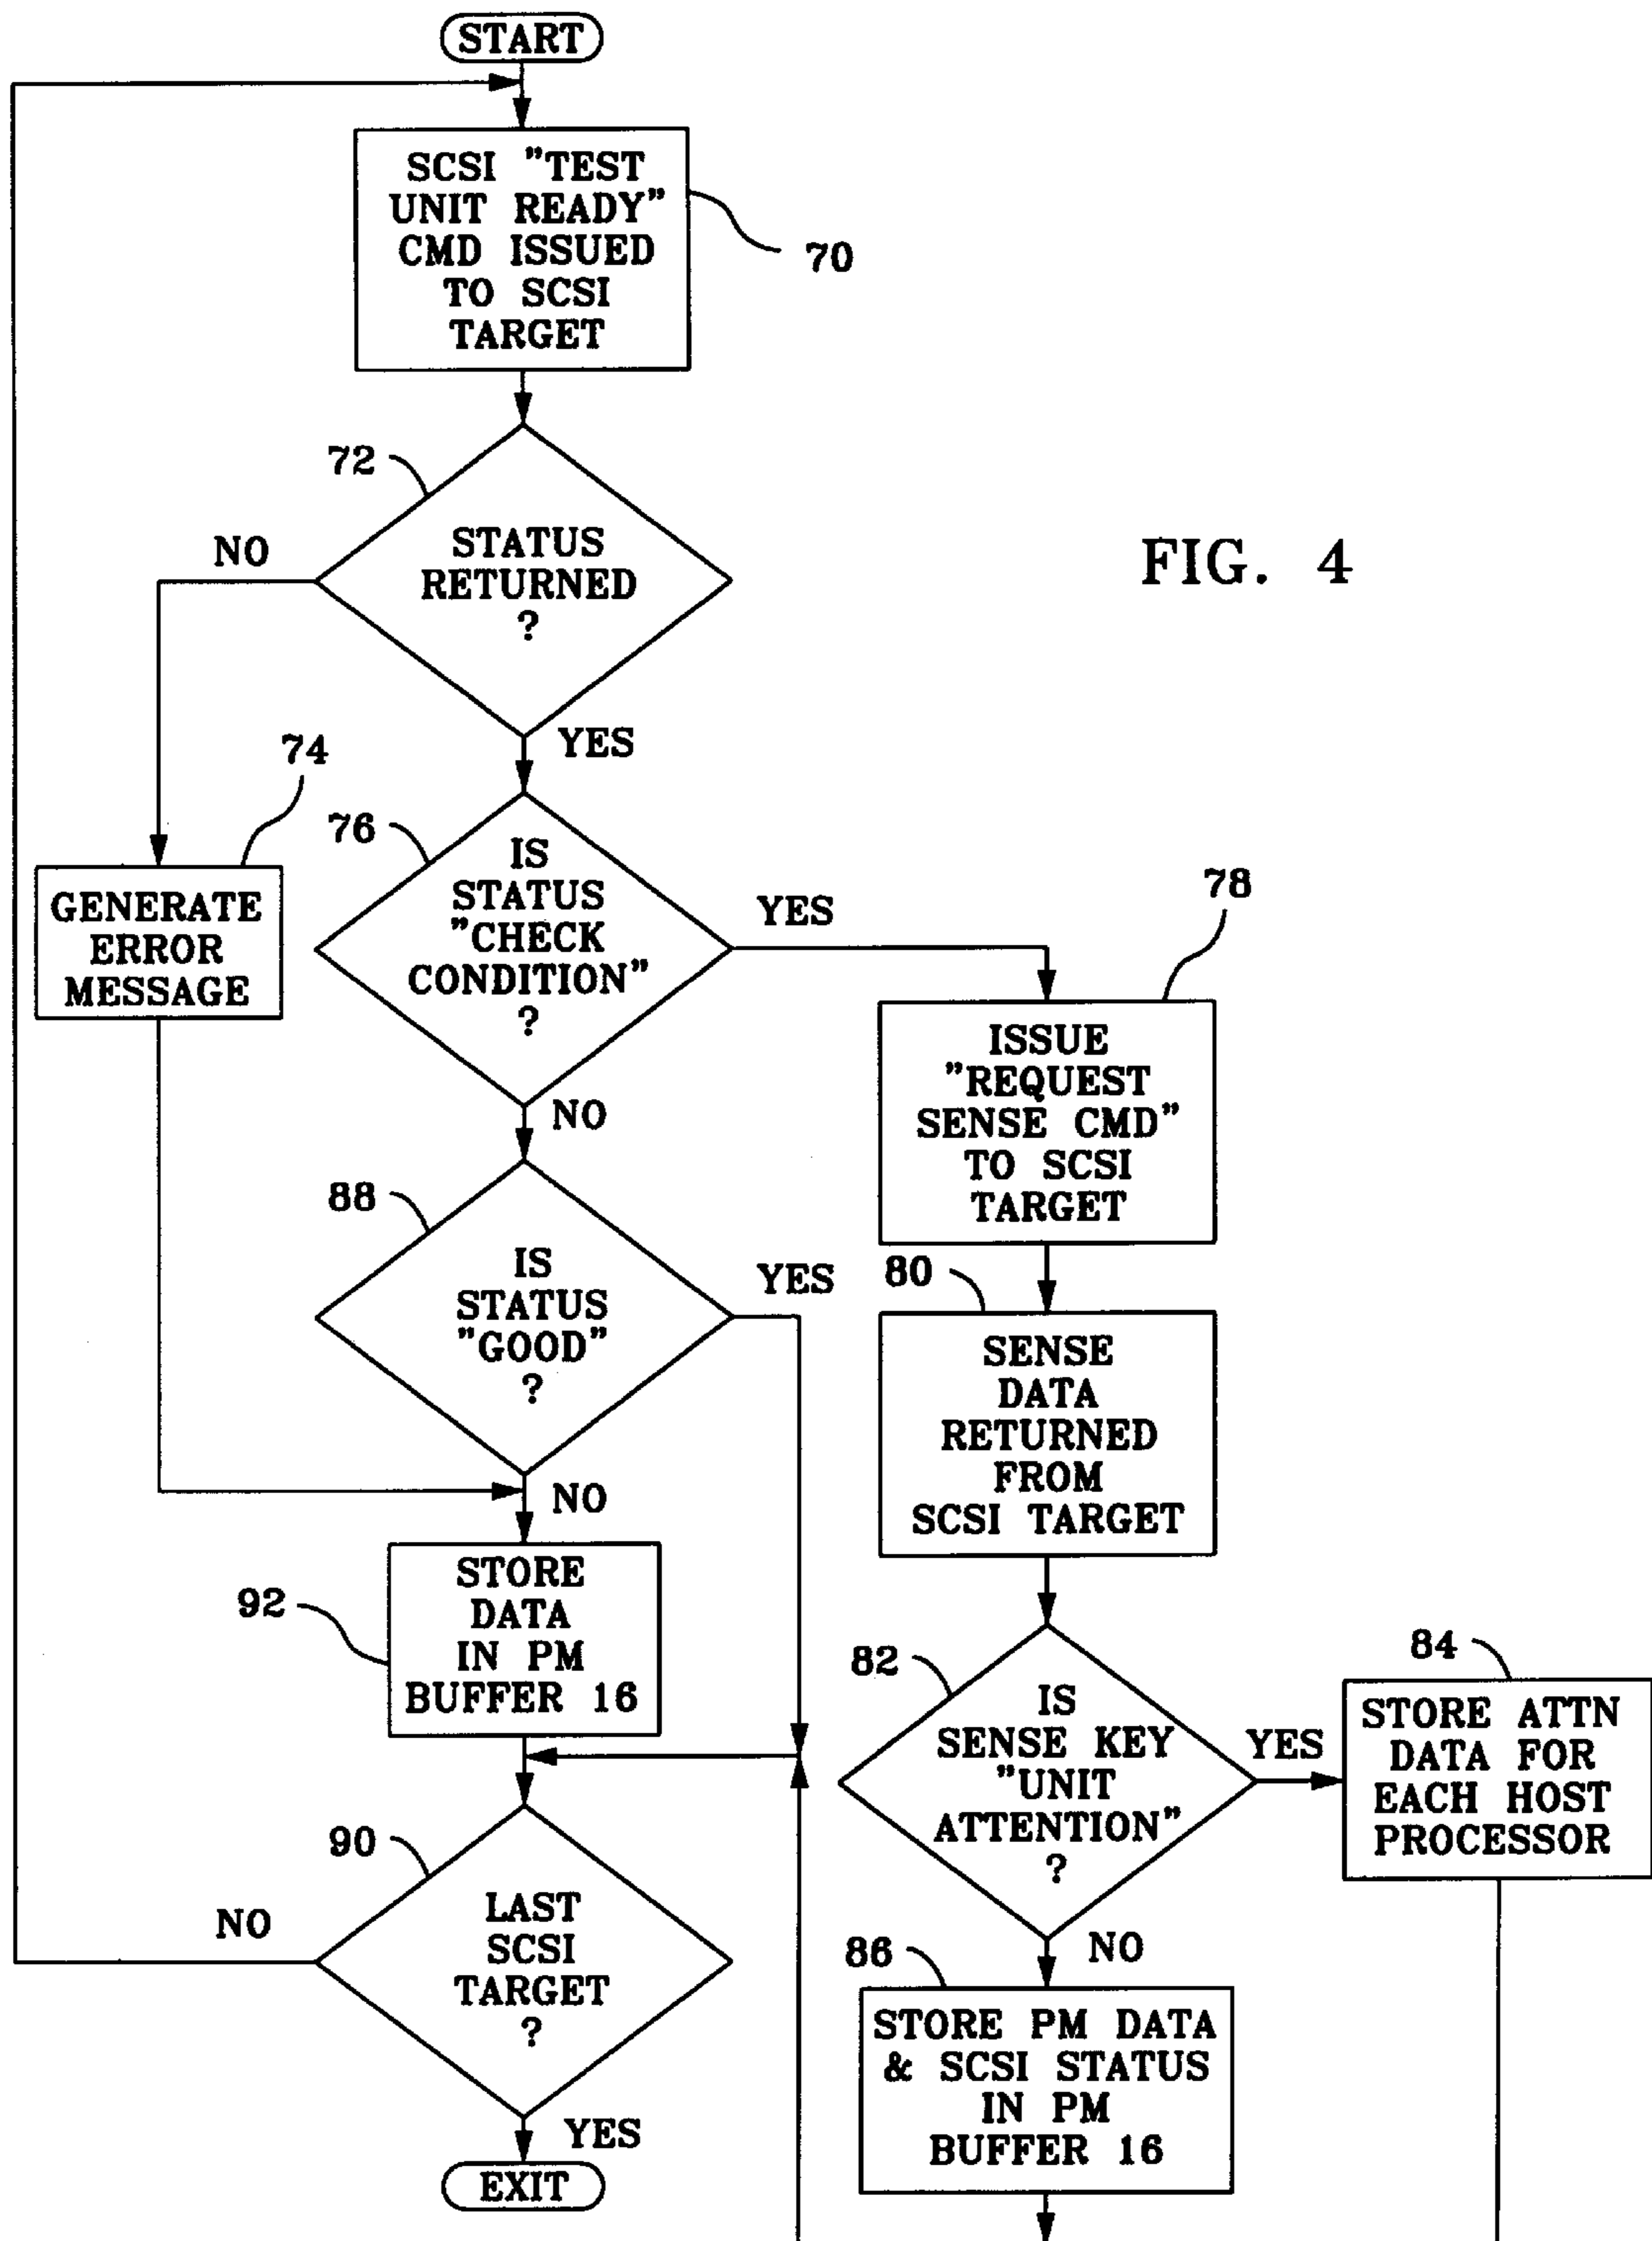 START
SCSI "TEST
UNIT READY"
CMD ISSUED
TO SCSI
TARGET
70
72
STATUS
RETURNED
?
NO
YES
FIG. 4
74
GENERATE
ERROR
MESSAGE
76
IS
STATUS
"CHECK
CONDITION"
?
YES
NO
78
ISSUE
"REQUEST
SENSE CMD"
TO SCSI
TARGET
88
IS
STATUS
"GOOD"
?
YES
NO
80
SENSE
DATA
RETURNED
FROM
SCSI TARGET
92
STORE
DATA
IN PM
BUFFER 16
82
IS
SENSE KEY
"UNIT
ATTENTION"
?
YES
NO
84
STORE ATTN
DATA FOR
EACH HOST
PROCESSOR
90
LAST
SCSI
TARGET
?
NO
YES
86
STORE PM DATA
& SCSI STATUS
IN PM
BUFFER 16
EXIT